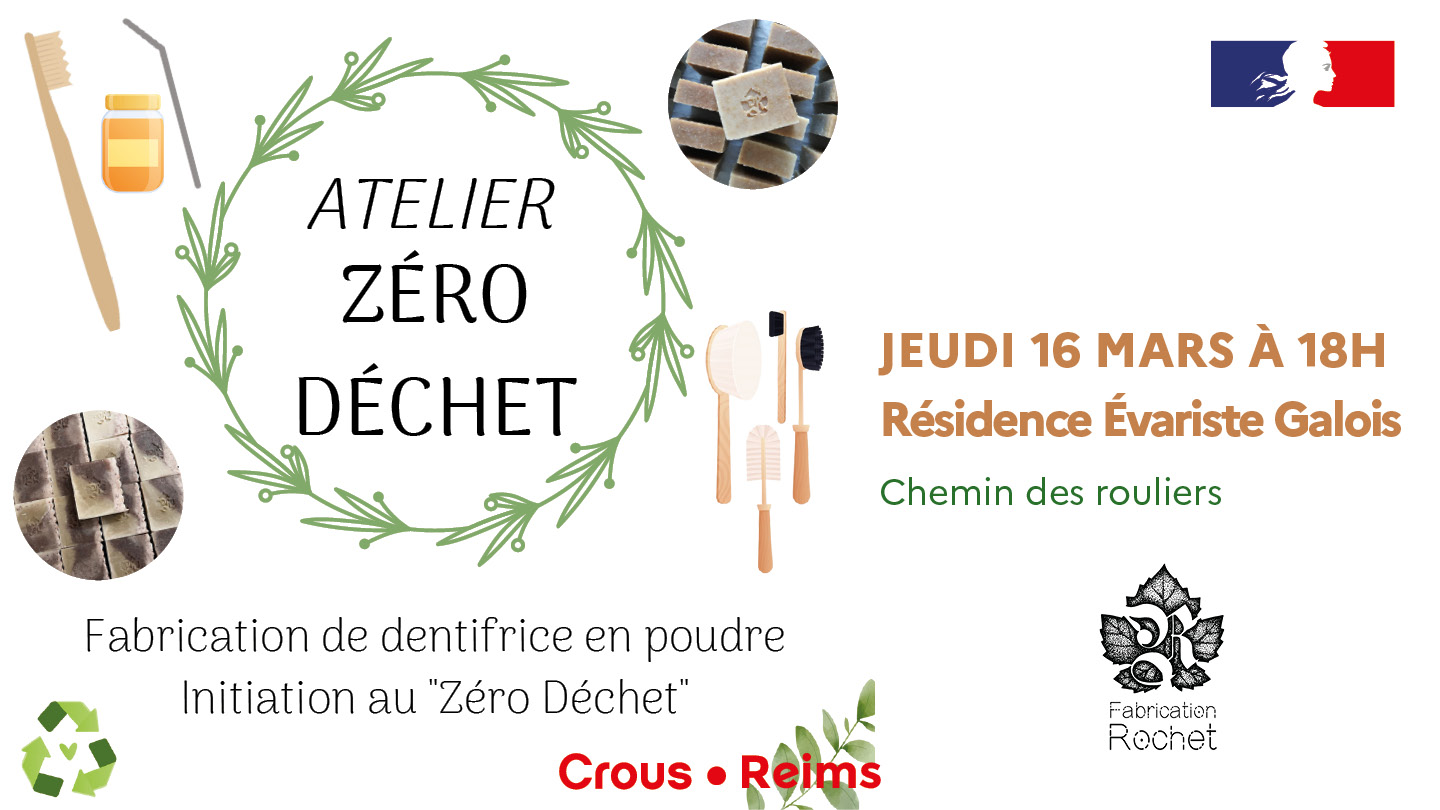 ATELIER
ZÉRO
DÉCHET
JEUDI 16 MARS À 18H
Résidence Évariste Galois
Chemin des rouliers
Fabrication de dentifrice en poudre
Initiation au "Zéro Déchet"
Fabrication
Rochet
Crous • Reims